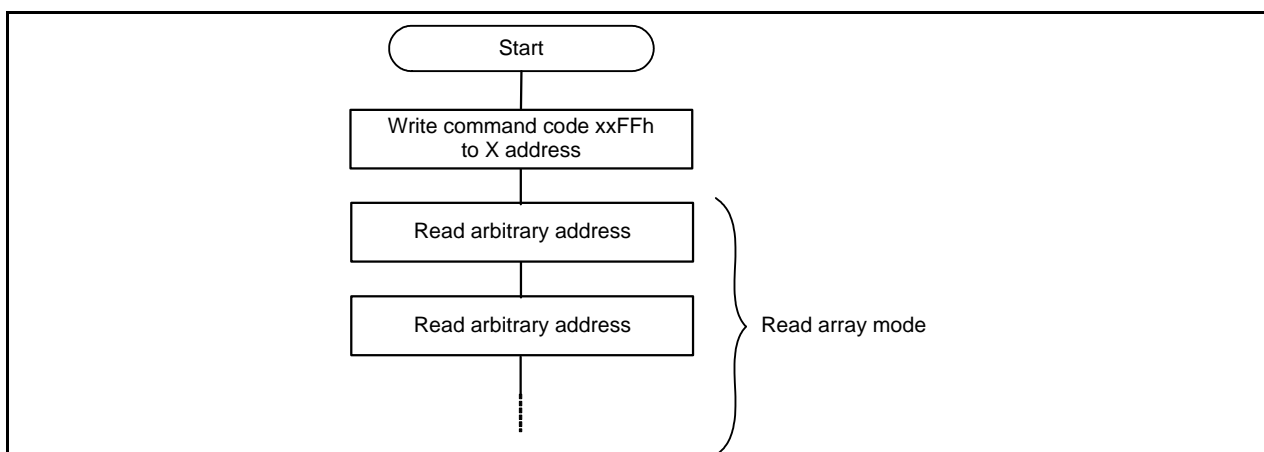 Start
Write command code xxFFh
to X address
Read arbitrary address
Read arbitrary address
Read array mode